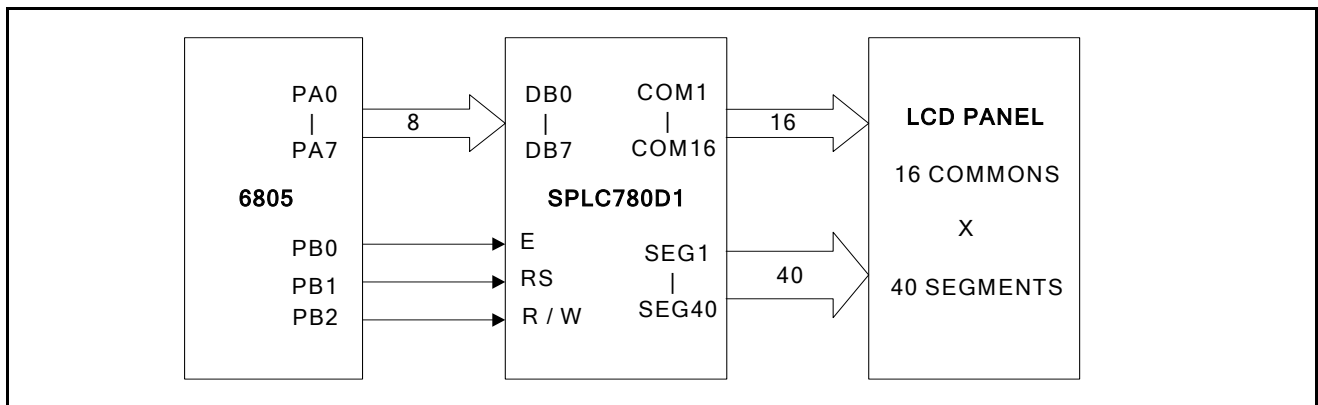 PA0
|
PA7
8
6805
PB0
PB1
PB2
DB0
|
DB7
COM1
|
COM16
SPLC780D1
E
RS
R / W
SEG1
|
SEG40
16
40
LCD PANEL
16 COMMONS
X
40 SEGMENTS